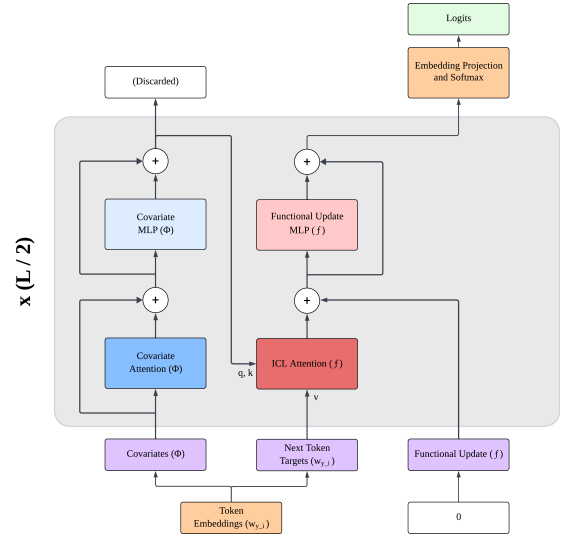 Logits
Embedding Projection
and Softmax
(Discarded)
+
+
Covariate
MLP (Φ)
Functional Update
MLP (ƒ)
x (L / 2)
+
+
Covariate
Attention (Φ)
ICL Attention (ƒ)
q, k
v
Covariates (Φ)
Next Token
Targets (w_{y_i})
Functional Update (ƒ)
Token
Embeddings (w_{y_i})
0